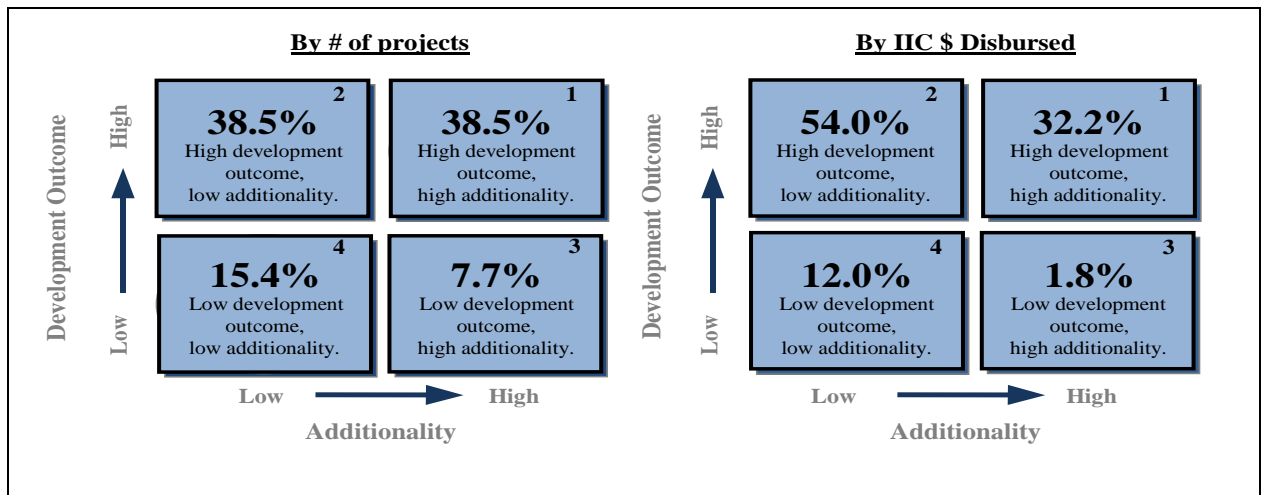 By # of projects
Development Outcome
High
Low
2
38.5%
High development
outcome,
low additionality.
1
38.5%
High development
outcome,
high additionality.
4
15.4%
Low development
outcome,
low additionality.
3
7.7%
Low development
outcome,
high additionality.
Low
High
Additionality
By IIC $ Disbursed
Development Outcome
High
Low
2
54.0%
High development
outcome,
low additionality.
1
32.2%
High development
outcome,
high additionality.
4
12.0%
Low development
outcome,
low additionality.
3
1.8%
Low development
outcome,
high additionality.
Low
High
Additionality